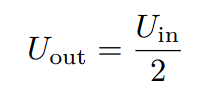 U_out = U_in / 2